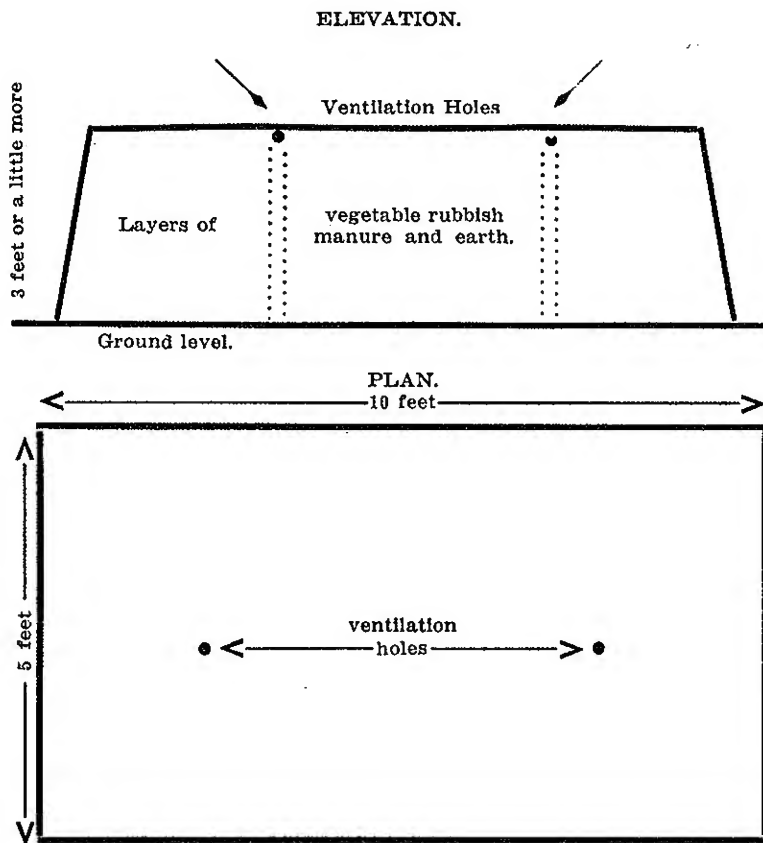 ELEVATION.
Ventilation Holes
3 feet or a little more
Layers of
vegetable rubbish
manure and earth.
Ground level.
PLAN.
10 feet
5 feet
ventilation
holes